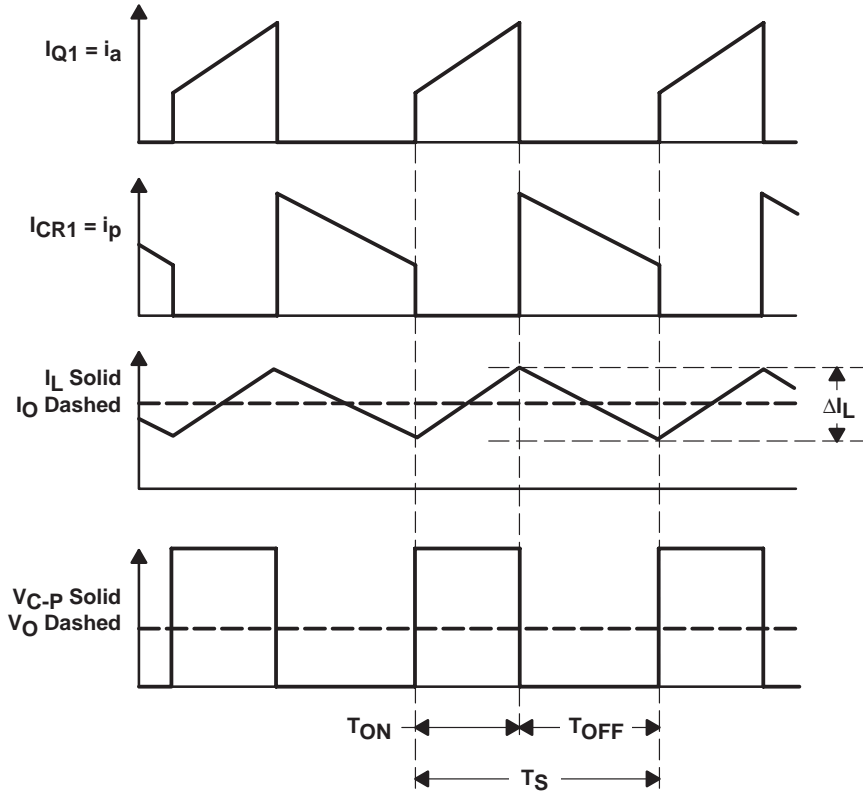 IQ1 = ia
ICR1 = ip
IL Solid
IO Dashed
ΔIL
VC-P Solid
VO Dashed
TON
TOFF
TS